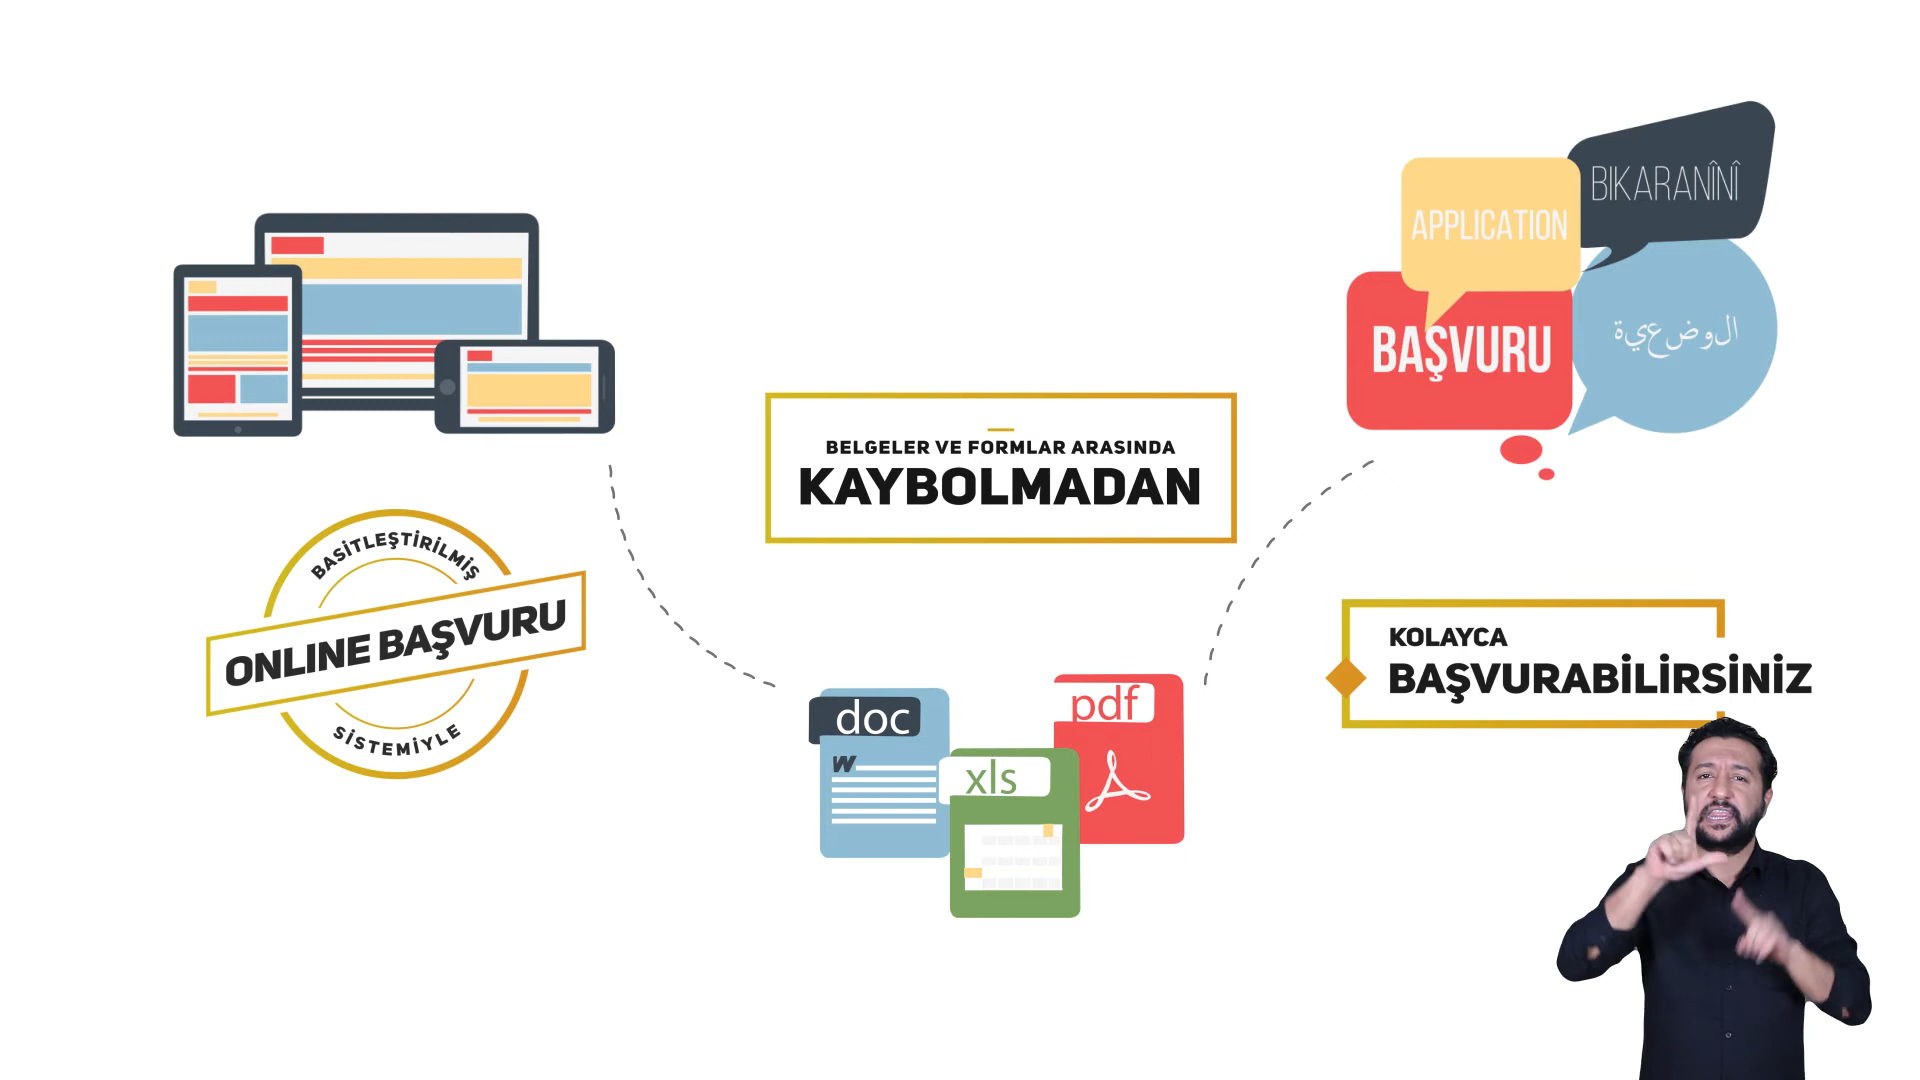 BASİTLEŞTİRİLMİŞ
ONLINE BAŞVURU
SİSTEMİYLE
BELGELER VE FORMLAR ARASINDA
KAYBOLMADAN
doc
W
xls
pdf
BIKARANÎNÎ
APPLICATION
BAŞVURU
الوضعية
KOLAYCA
BAŞVURABİLİRSİNİZ